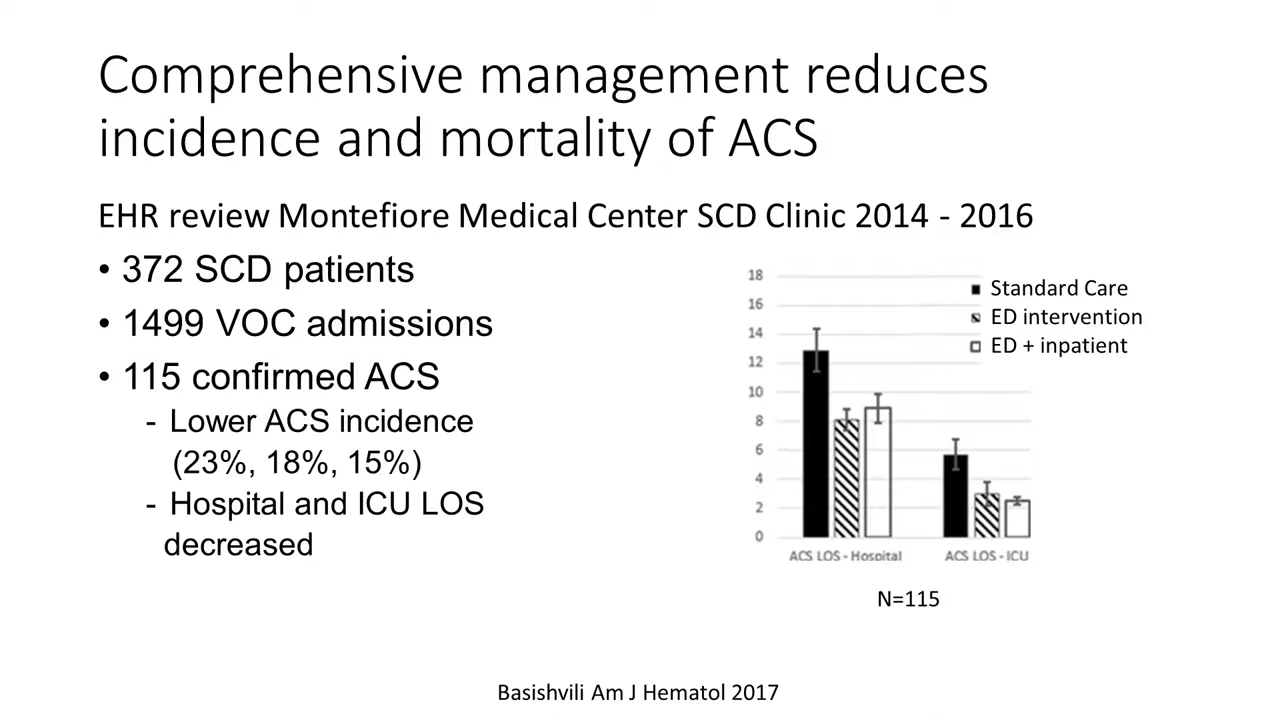 Comprehensive management reduces
incidence and mortality of ACS
EHR review Montefiore Medical Center SCD Clinic 2014 - 2016
• 372 SCD patients
• 1499 VOC admissions
• 115 confirmed ACS
- Lower ACS incidence
(23%, 18%, 15%)
- Hospital and ICU LOS
decreased
18
16
14
12
10
8
6
4
2
0
Standard Care
ED intervention
ED + inpatient
ACS LOS - Hospital
ACS LOS - ICU
N=115
Basishvili Am J Hematol 2017